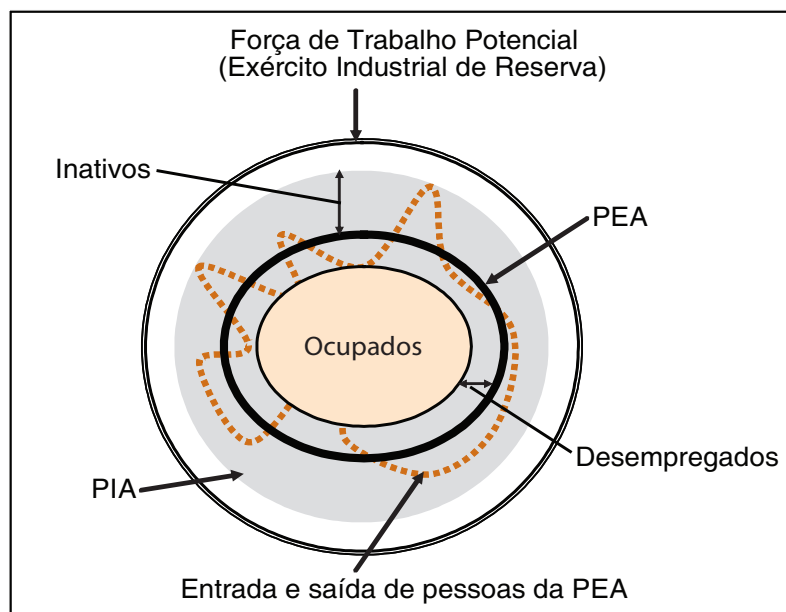 Força de Trabalho Potencial
(Exército Industrial de Reserva)
Inativos
PEA
Ocupados
Desempregados
PIA
Entrada e saída de pessoas da PEA